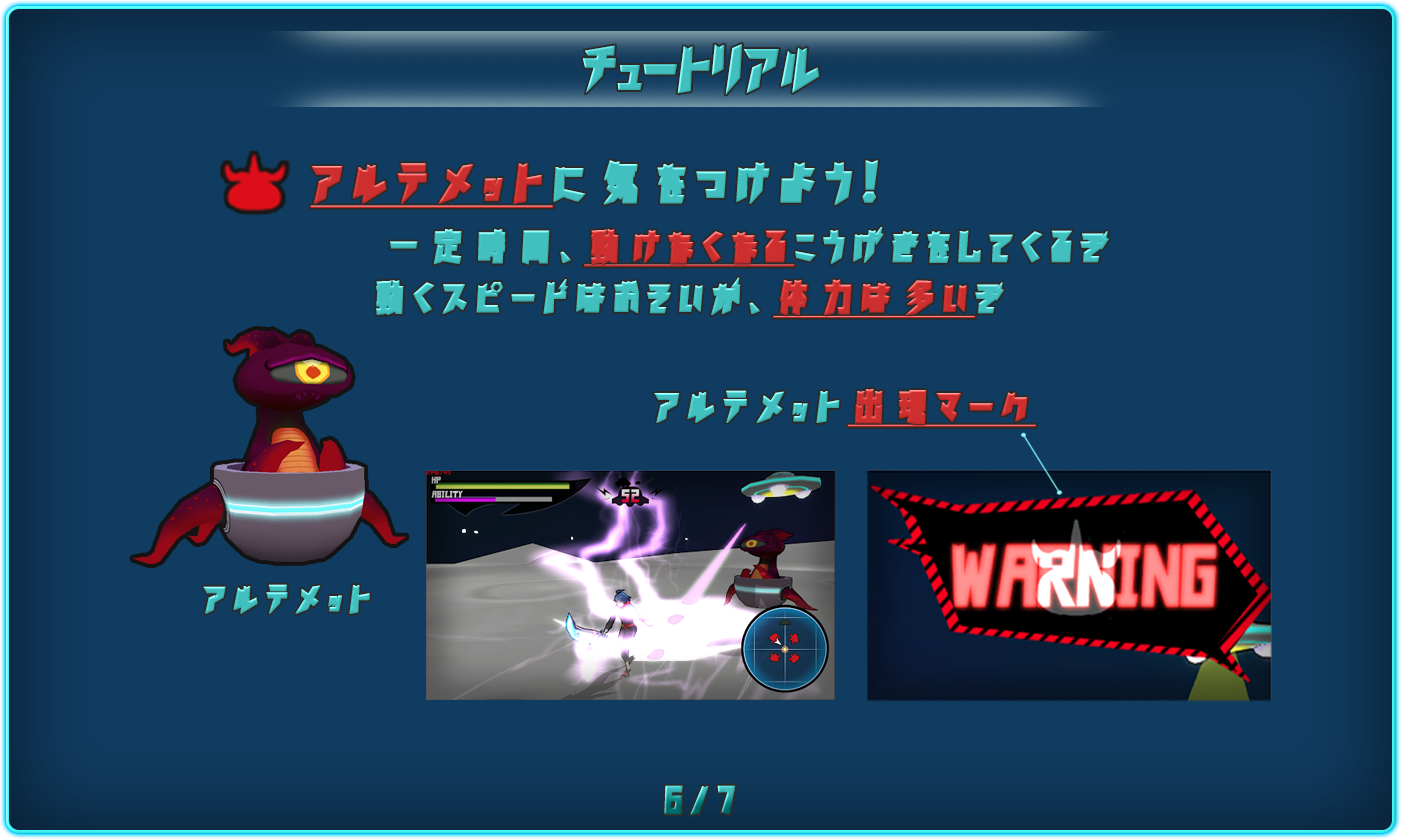 チュートリアル
アルテメットに気をつけよう!
一定時間、動けなくなるこうげきをしてくるぞ
動くスピードはおそいが、体力は多いぞ
アルテメット出現マーク
HP
ABILITY
52
WARNING
アルテメット
6/7